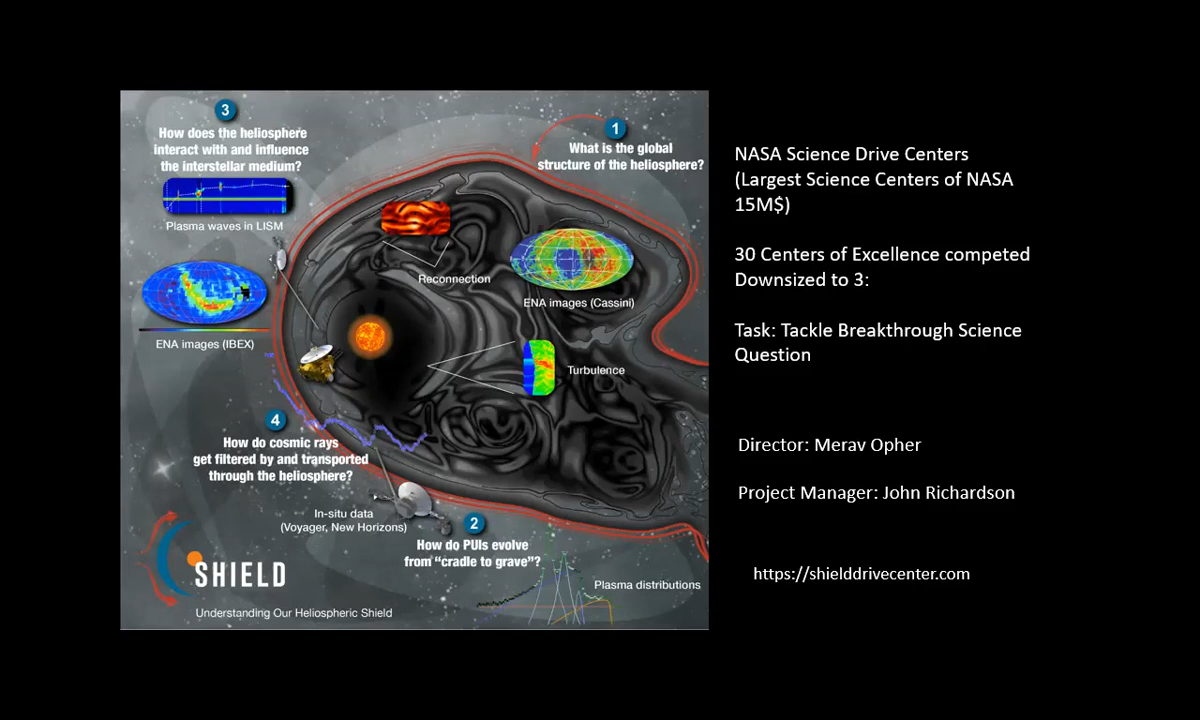 3
How does the heliosphere
interact with and influence
the interstellar medium?
Plasma waves in LISM
ENA images (IBEX)
1
What is the global
structure of the heliosphere?
Reconnection
ENA images (Cassini)
Turbulence
4
How do cosmic rays
get filtered by and transported
through the heliosphere?
In-situ data
(Voyager, New Horizons)
2
How do PUIs evolve
from “cradle to grave”?
Plasma distributions
SHIELD
Understanding Our Heliospheric Shield
NASA Science Drive Centers
(Largest Science Centers of NASA
15M$)
30 Centers of Excellence competed
Downsized to 3:
Task: Tackle Breakthrough Science
Question
Director: Merav Opher
Project Manager: John Richardson
https://shielddrivecenter.com